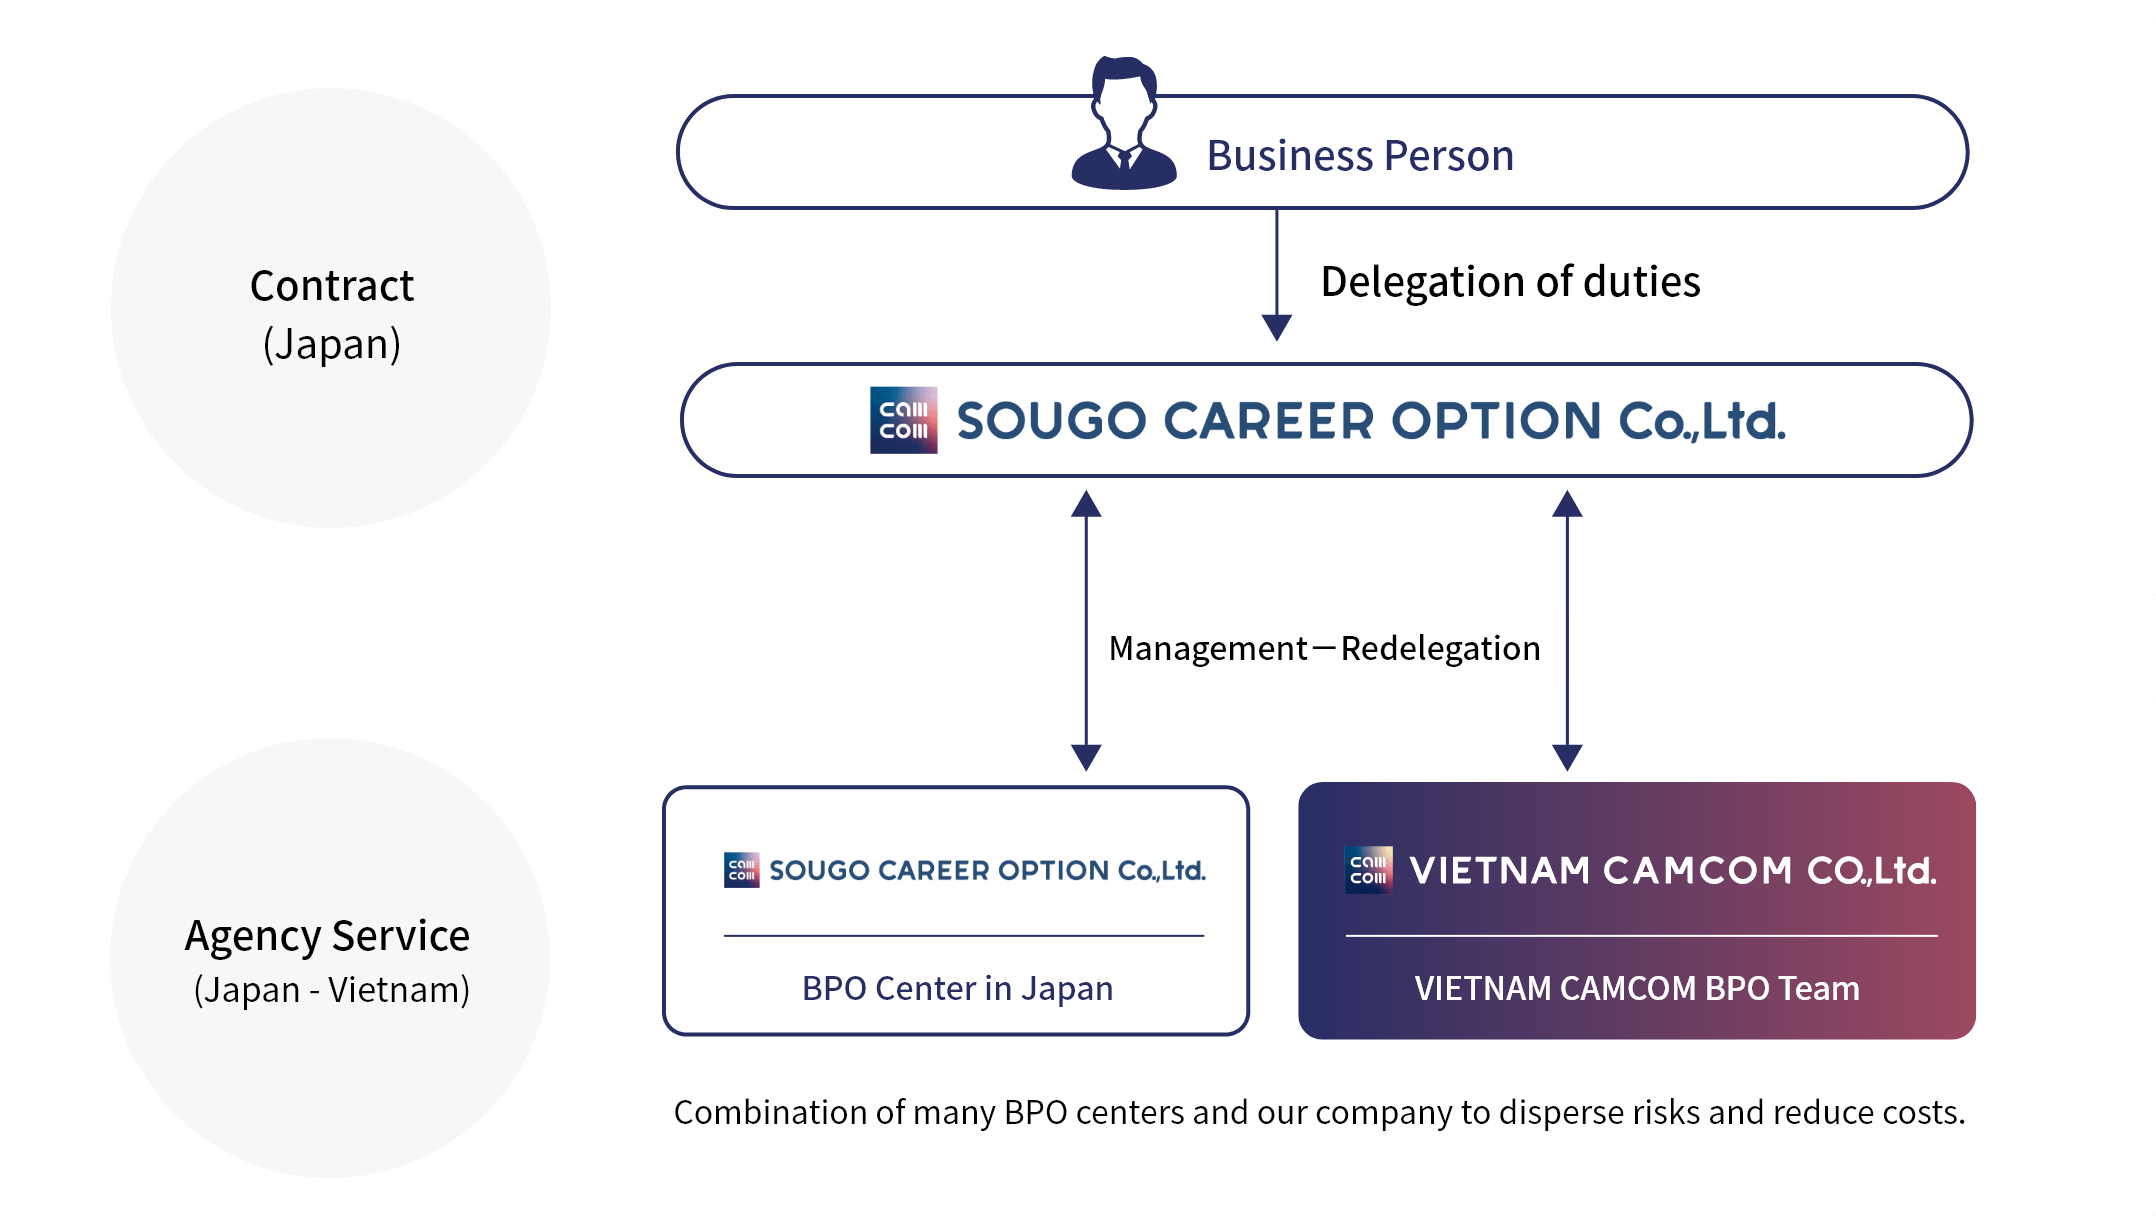 Business Person
Contract
(Japan)
Delegation of duties
cam
com
SOUGO CAREER OPTION Co.,Ltd.
Management－Redelegation
Agency Service
(Japan - Vietnam)
cam
com
SOUGO CAREER OPTION Co.,Ltd.
BPO Center in Japan
cam
com
VIETNAM CAMCOM CO.,Ltd.
VIETNAM CAMCOM BPO Team
Combination of many BPO centers and our company to disperse risks and reduce costs.